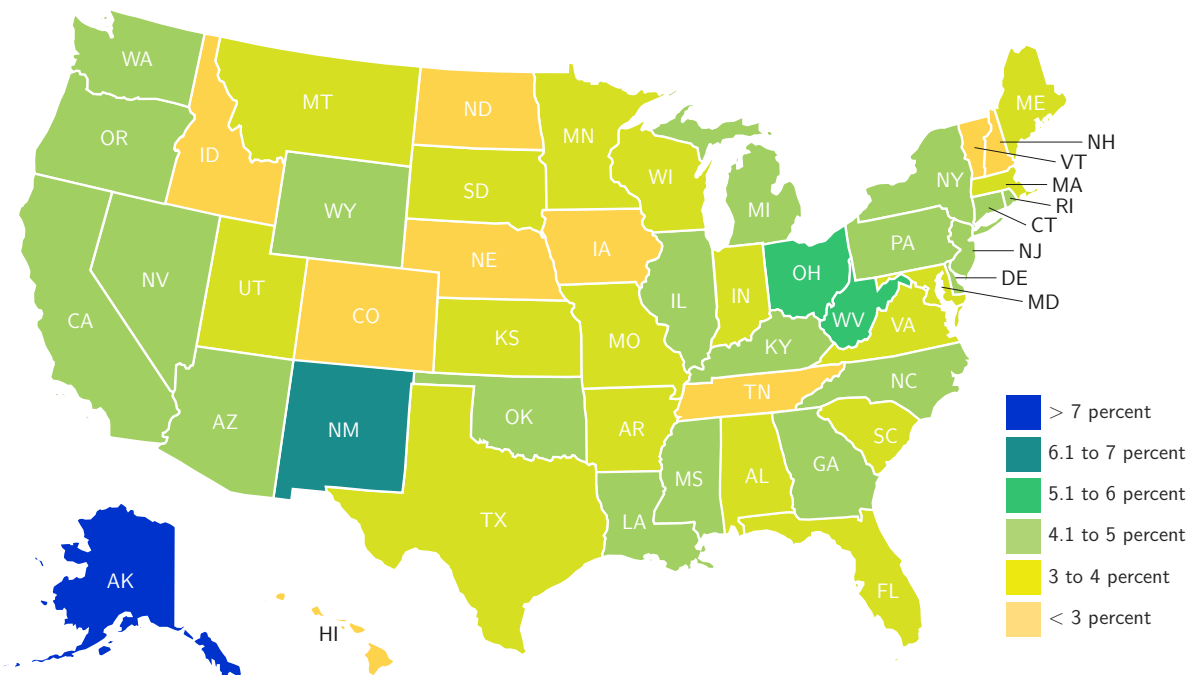 WA
MT
ND
MN
ME
OR
ID
SD
WI
NY
MI
WY
NH
VT
MA
RI
CT
NV
UT
NE
IA
PA
NJ
CA
CO
IL
IN
OH
DE
MD
KS
MO
WV
VA
KY
AZ
NM
OK
AR
TN
NC
SC
TX
LA
MS
AL
GA
FL
AK
HI
> 7 percent
6.1 to 7 percent
5.1 to 6 percent
4.1 to 5 percent
3 to 4 percent
< 3 percent